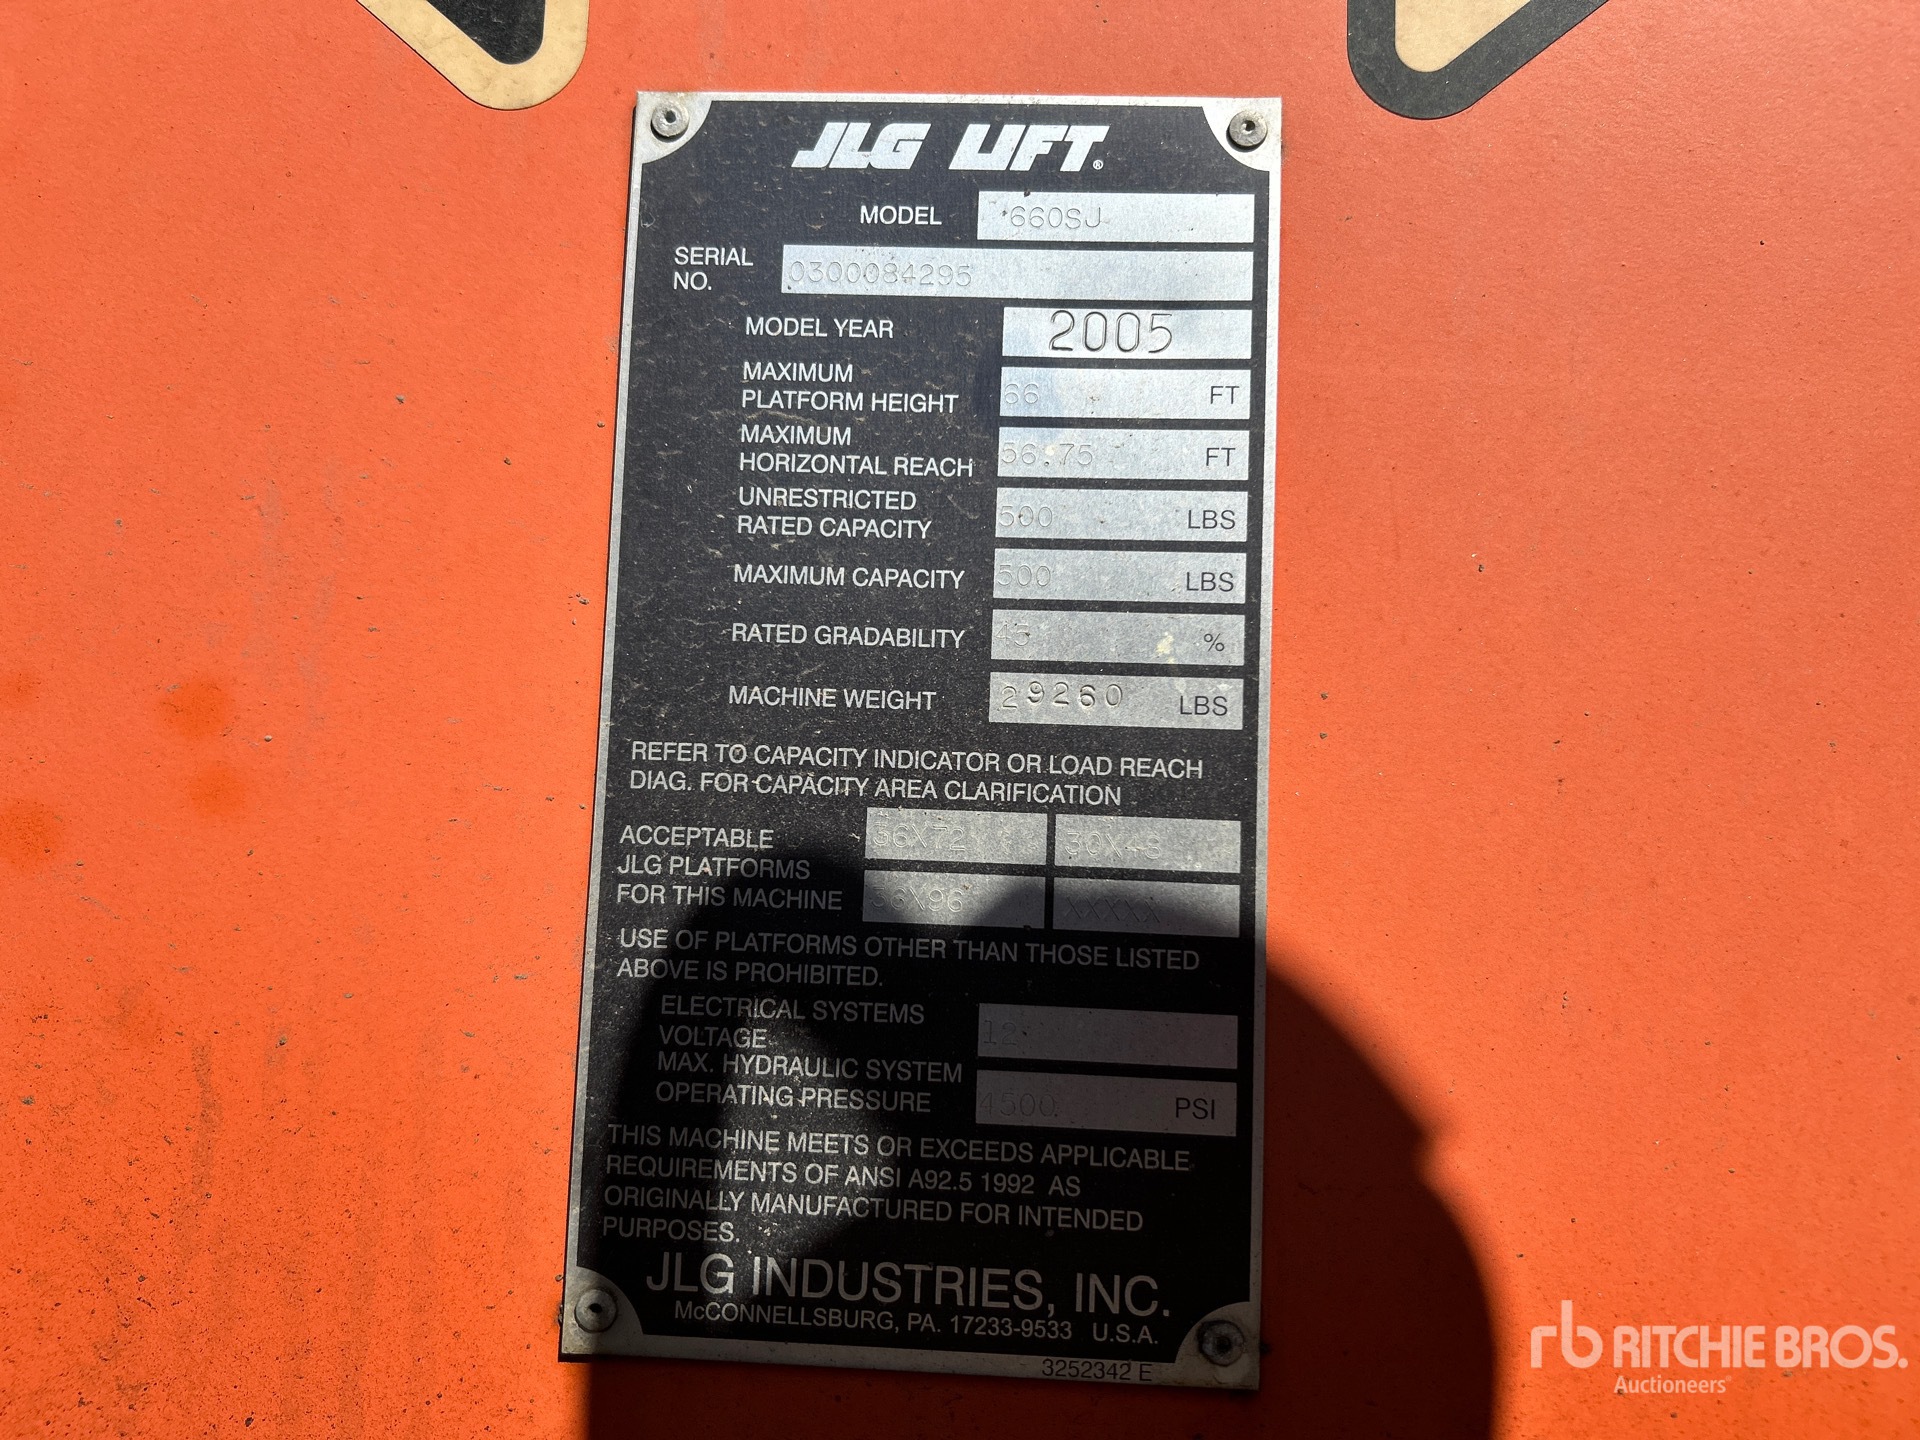 JLG LIFT®
MODEL 660SJ
SERIAL
NO. 0300084295
MODEL YEAR 2005
MAXIMUM
PLATFORM HEIGHT 66 FT
MAXIMUM
HORIZONTAL REACH 56.75 FT
UNRESTRICTED
RATED CAPACITY 500 LBS
MAXIMUM CAPACITY 500 LBS
RATED GRADABILITY 45 %
MACHINE WEIGHT 29260 LBS
REFER TO CAPACITY INDICATOR OR LOAD REACH
DIAG. FOR CAPACITY AREA CLARIFICATION
ACCEPTABLE 36X72 30X48
JLG PLATFORMS
FOR THIS MACHINE 36X96 XXXXX
USE OF PLATFORMS OTHER THAN THOSE LISTED
ABOVE IS PROHIBITED.
ELECTRICAL SYSTEMS
VOLTAGE 12
MAX. HYDRAULIC SYSTEM
OPERATING PRESSURE 4500 PSI
THIS MACHINE MEETS OR EXCEEDS APPLICABLE
REQUIREMENTS OF ANSI A92.5 1992 AS
ORIGINALLY MANUFACTURED FOR INTENDED
PURPOSES.
JLG INDUSTRIES, INC.
McCONNELLSBURG, PA. 17233-9533 U.S.A.
3252342 E
rb RITCHIE BROS.
Auctioneers